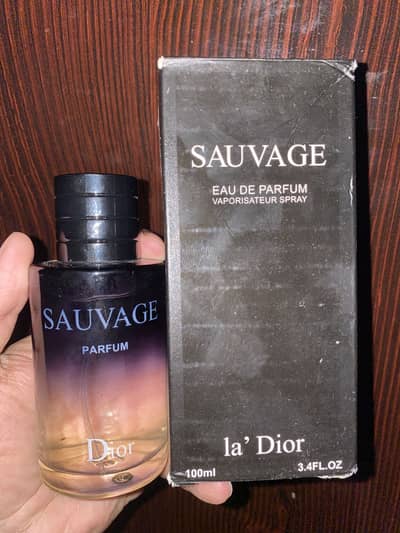 SAUVAGE
PARFUM
Dior
SAUVAGE
EAU DE PARFUM
VAPORISATEUR SPRAY
la' Dior
100ml 3.4FL.OZ